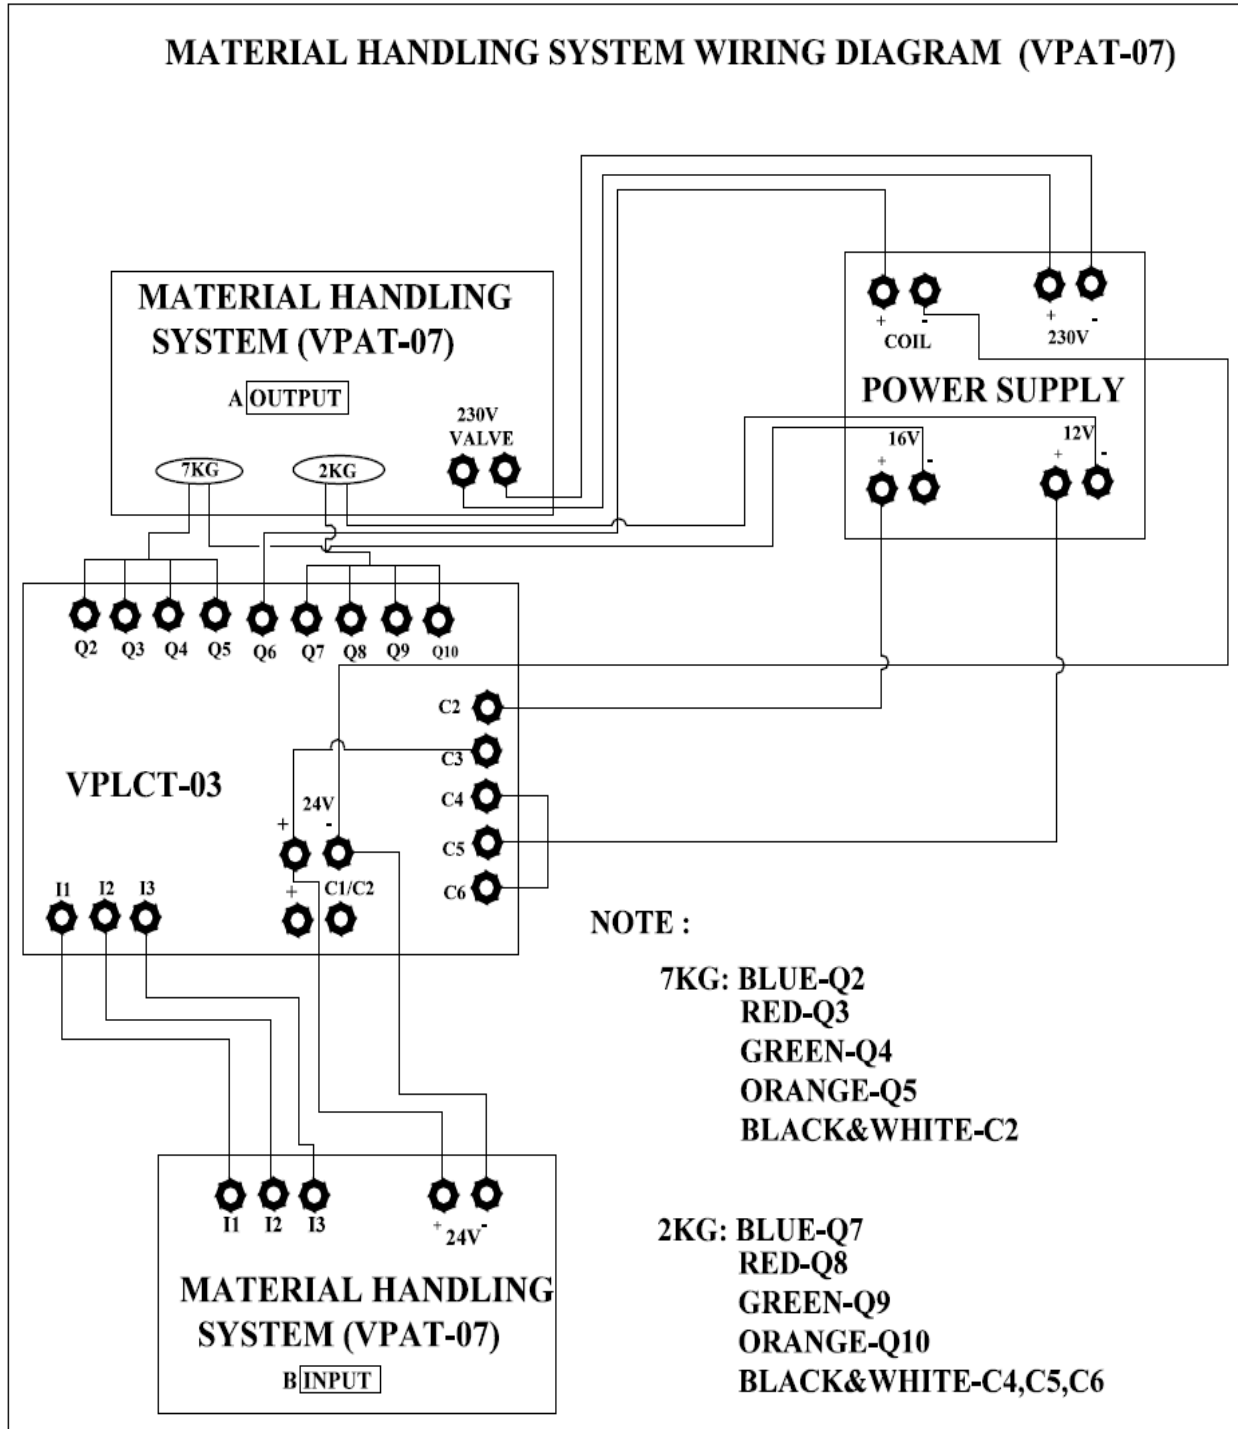 MATERIAL HANDLING SYSTEM WIRING DIAGRAM (VPAT-07)
MATERIAL HANDLING
SYSTEM (VPAT-07)
A OUTPUT
230V
VALVE
7KG
2KG
+
-
COIL
+
-
230V
POWER SUPPLY
16V
+
-
12V
+
-
Q2
Q3
Q4
Q5
Q6
Q7
Q8
Q9
Q10
C2
C3
C4
C5
C6
VPLCT-03
24V
+
-
+
C1/C2
I1
I2
I3
NOTE :
7KG: BLUE-Q2
RED-Q3
GREEN-Q4
ORANGE-Q5
BLACK&WHITE-C2
I1
I2
I3
+
24V
-
MATERIAL HANDLING
SYSTEM (VPAT-07)
B INPUT
2KG: BLUE-Q7
RED-Q8
GREEN-Q9
ORANGE-Q10
BLACK&WHITE-C4,C5,C6